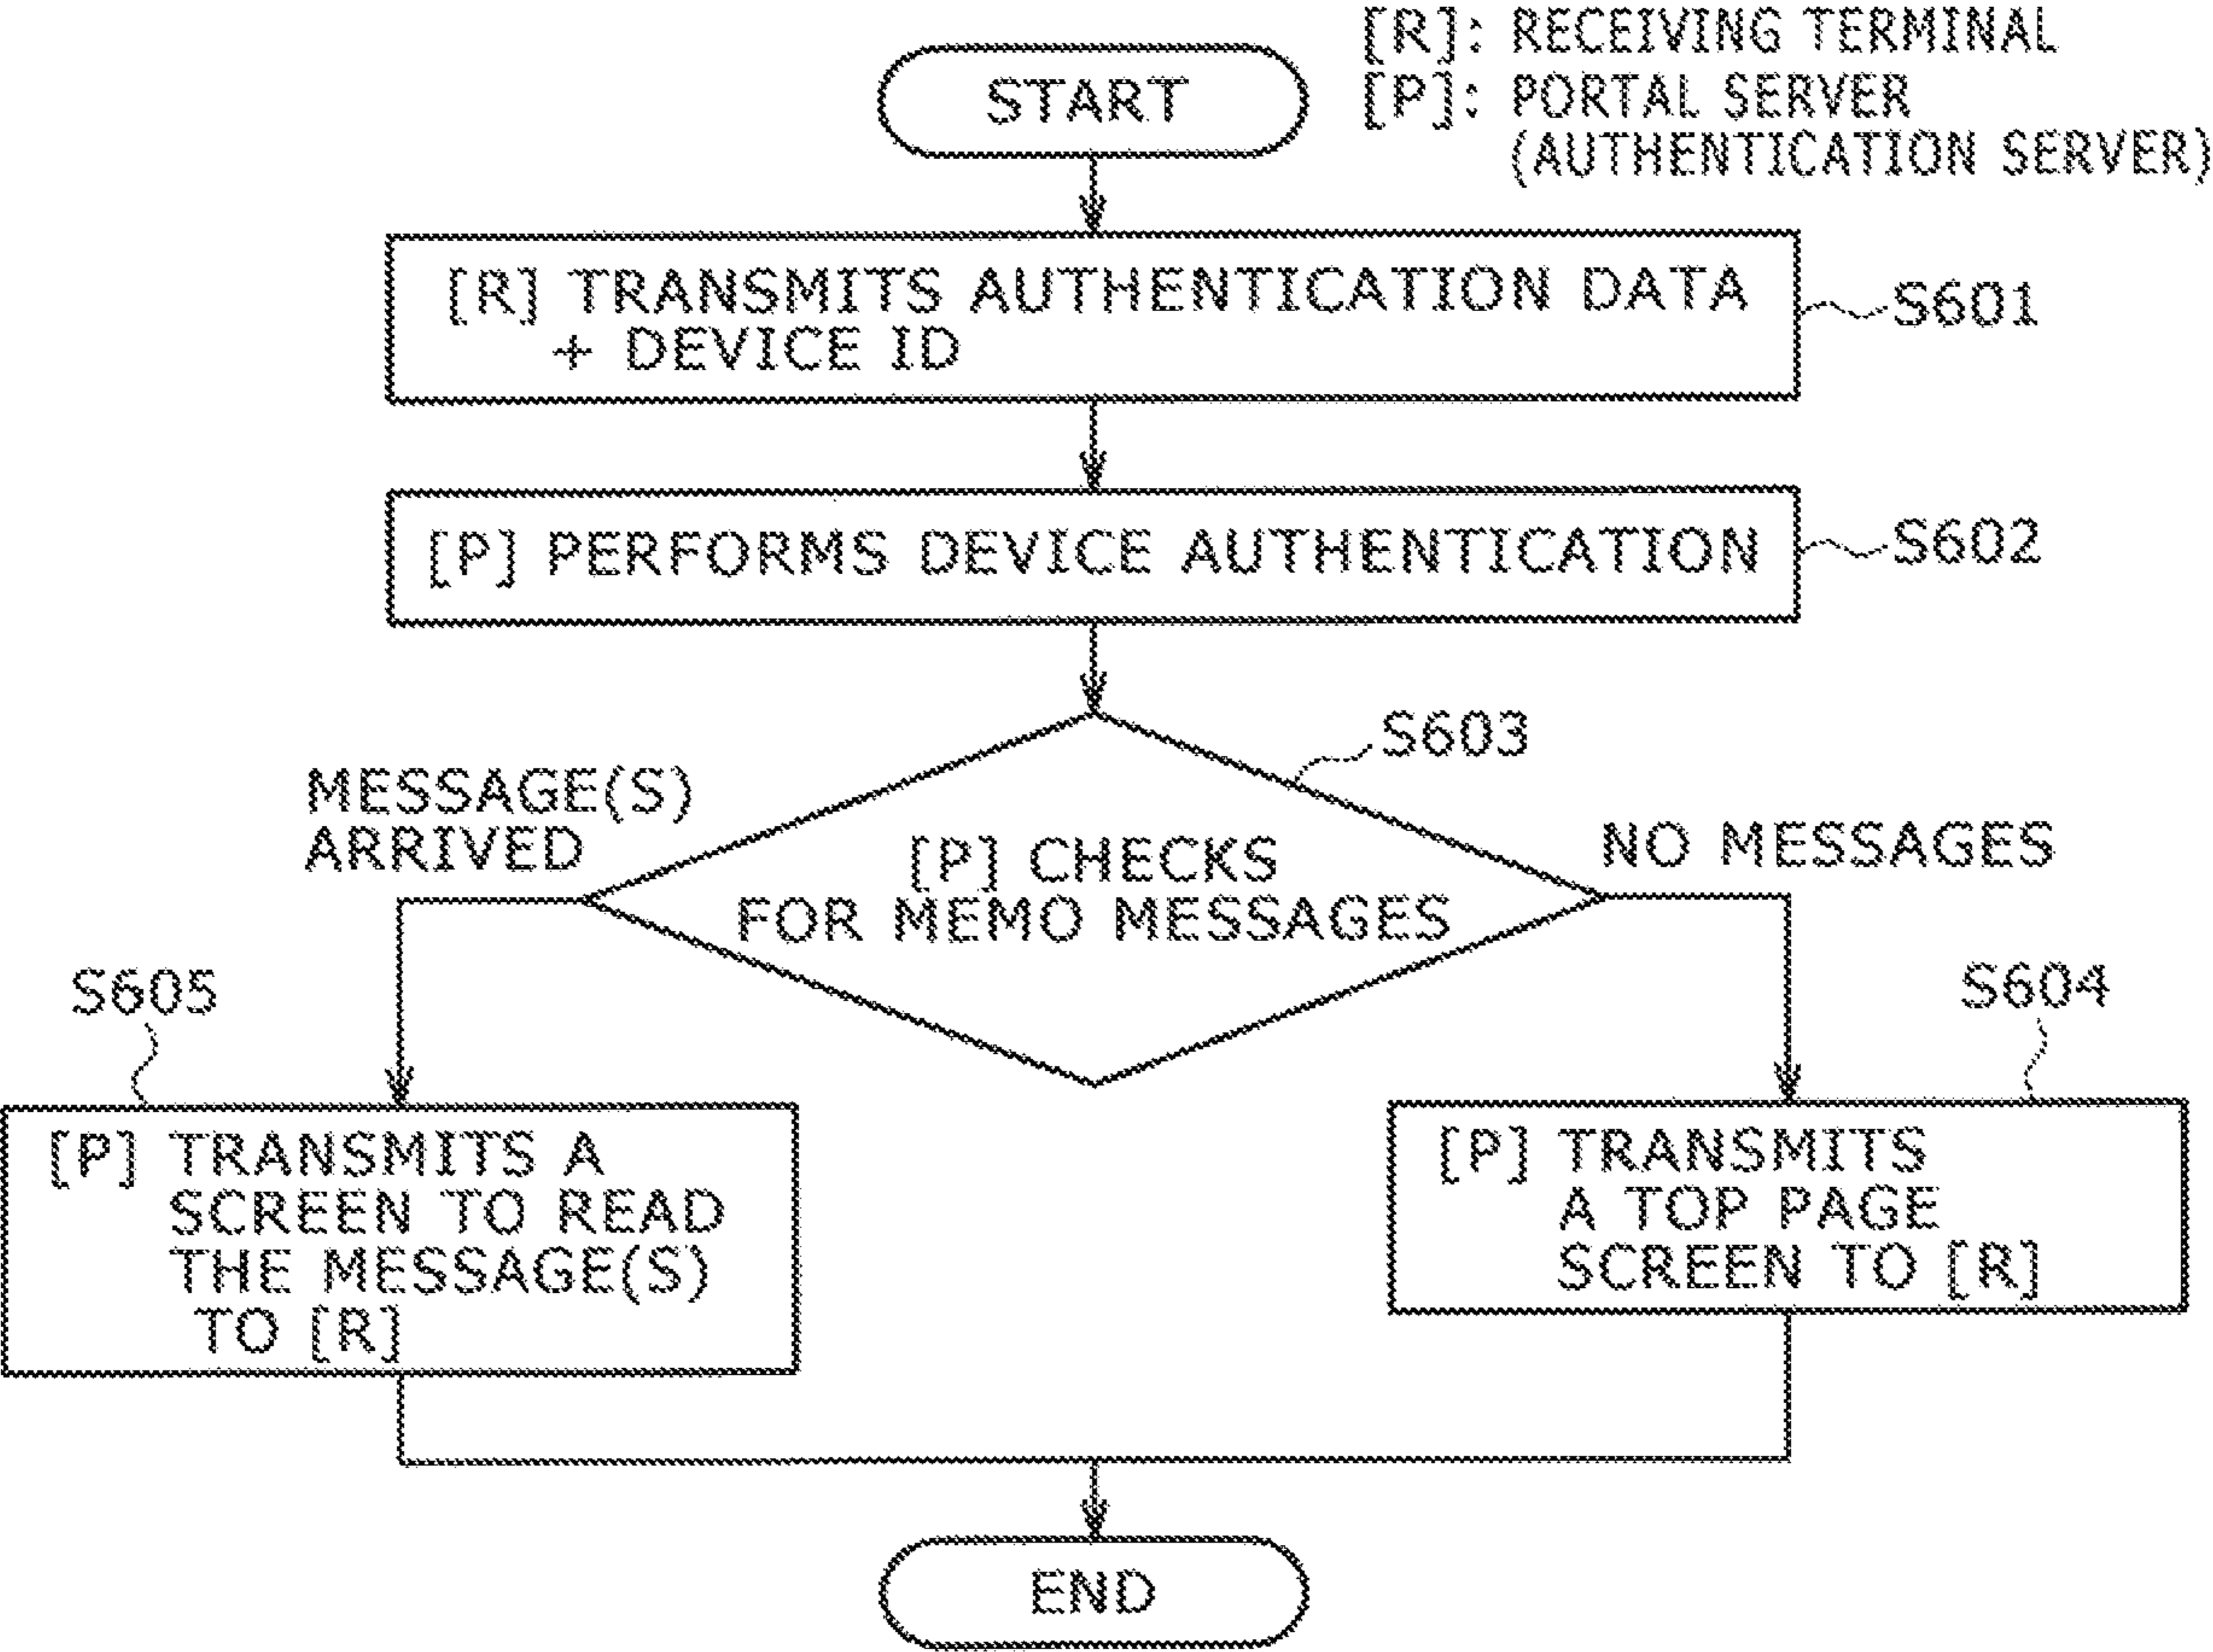 [R]: RECEIVING TERMINAL
[P]: PORTAL SERVER
(AUTHENTICATION SERVER)
START
[R] TRANSMITS AUTHENTICATION DATA
+ DEVICE ID
S601
[P] PERFORMS DEVICE AUTHENTICATION
S602
S603
[P] CHECKS
FOR MEMO MESSAGES
MESSAGE(S)
ARRIVED
NO MESSAGES
S605
[P] TRANSMITS A
SCREEN TO READ
THE MESSAGE(S)
TO [R]
S604
[P] TRANSMITS
A TOP PAGE
SCREEN TO [R]
END